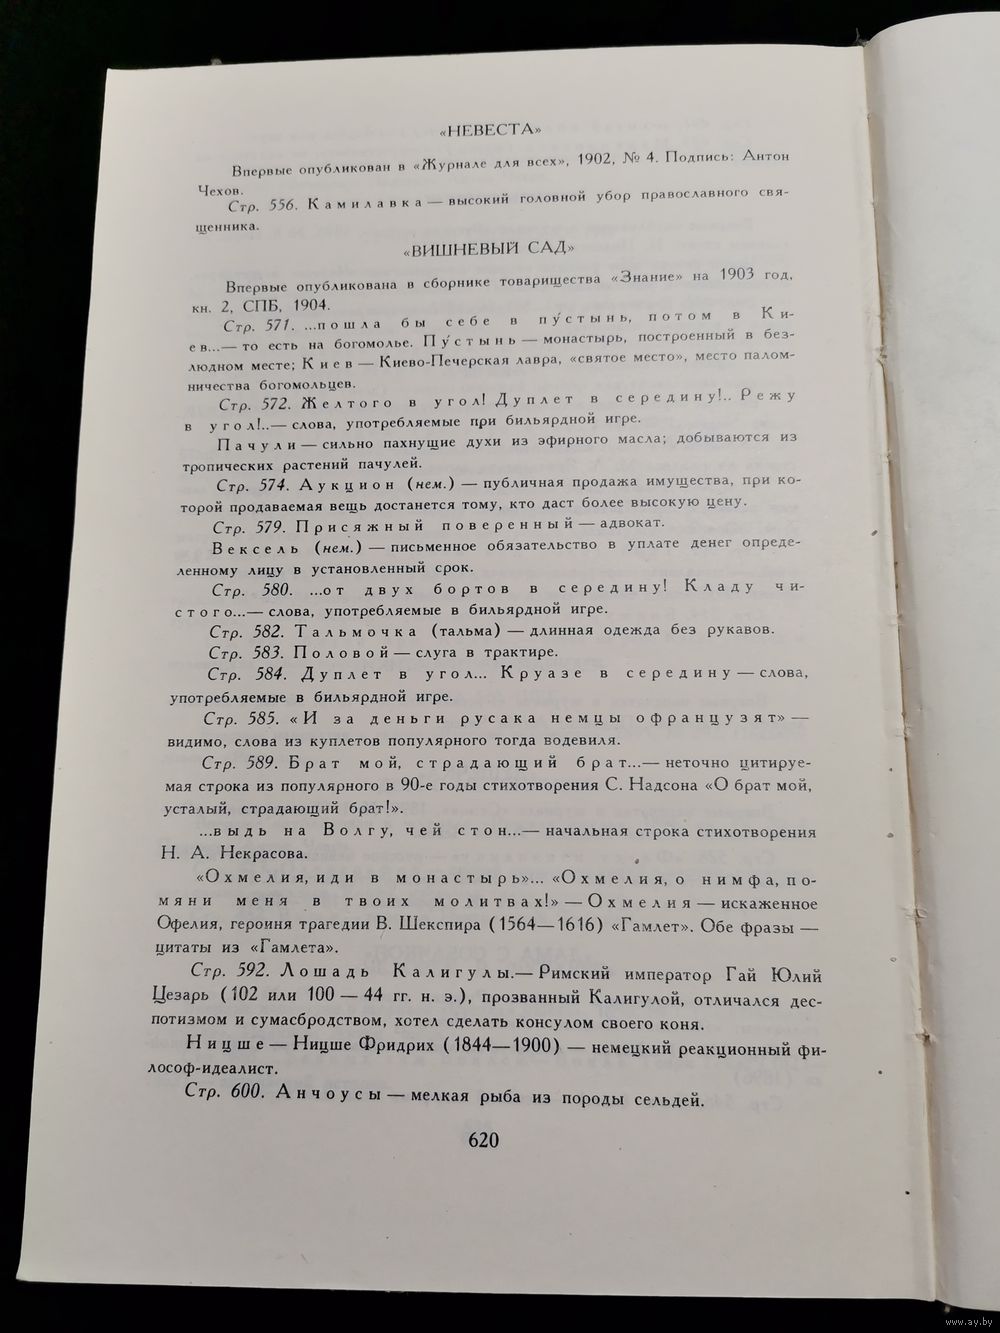 «НЕВЕСТА»
Впервые опубликован в «Журнале для всех», 1902, № 4. Подпись: Антон
Чехов.
Стр. 556. Камилавка — высокий головной убор православного свя-
щенника.
«ВИШНЕВЫЙ САД»
Впервые опубликована в сборнике товарищества «Знание» на 1903 год,
кн. 2, СПБ, 1904.
Стр. 571. ...пошла бы себе в пу́стынь, потом в Ки-
ев...— то есть на богомолье. Пу́стынь — монастырь, построенный в без-
людном месте; Киев — Киево-Печерская лавра, «святое место», место палом-
ничества богомольцев.
Стр. 572. Желтого в угол! Дуплет в середину!.. Режу
в угол!..— слова, употребляемые при бильярдной игре.
Пачули — сильно пахнущие духи из эфирного масла; добываются из
тропических растений пачулей.
Стр. 574. Аукцион (нем.) — публичная продажа имущества, при ко-
торой продаваемая вещь достанется тому, кто даст более высокую цену.
Стр. 579. Присяжный поверенный — адвокат.
Вексель (нем.) — письменное обязательство в уплате денег опреде-
ленному лицу в установленный срок.
Стр. 580. ...от двух бортов в середину! Кладу чи-
стого...— слова, употребляемые в бильярдной игре.
Стр. 582. Тальмочка (тальма) — длинная одежда без рукавов.
Стр. 583. Половой — слуга в трактире.
Стр. 584. Дуплет в угол... Круазе в середину — слова,
употребляемые в бильярдной игре.
Стр. 585. «И за деньги русака немцы офранцузят» —
видимо, слова из куплетов популярного тогда водевиля.
Стр. 589. Брат мой, страдающий брат...— неточно цитируе-
мая строка из популярного в 90-е годы стихотворения С. Надсона «О брат мой,
усталый, страдающий брат!».
...выдь на Волгу, чей стон...— начальная строка стихотворения
Н. А. Некрасова.
«Охмелия, иди в монастырь»... «Охмелия, о нимфа, по-
мяни меня в твоих молитвах!» — Охмелия — искаженное
Офелия, героиня трагедии В. Шекспира (1564—1616) «Гамлет». Обе фразы —
цитаты из «Гамлета».
Стр. 592. Лошадь Калигулы.— Римский император Гай Юлий
Цезарь (102 или 100 — 44 гг. н. э.), прозванный Калигулой, отличался дес-
потизмом и сумасбродством, хотел сделать консулом своего коня.
Ницше — Ницше Фридрих (1844—1900) — немецкий реакционный фи-
лософ-идеалист.
Стр. 600. Анчоусы — мелкая рыба из породы сельдей.
620
www.ay.by